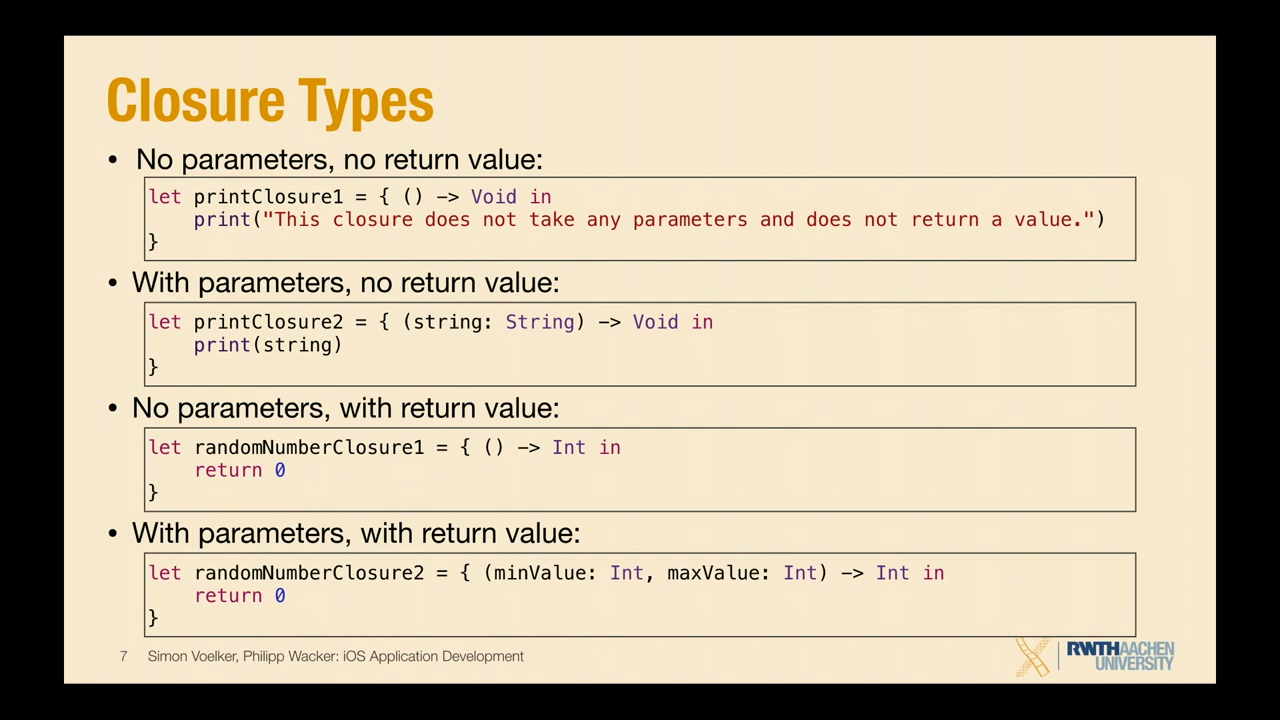 Closure Types
• No parameters, no return value:
let printClosure1 = { () -> Void in
    print("This closure does not take any parameters and does not return a value.")
}
• With parameters, no return value:
let printClosure2 = { (string: String) -> Void in
    print(string)
}
• No parameters, with return value:
let randomNumberClosure1 = { () -> Int in
    return 0
}
• With parameters, with return value:
let randomNumberClosure2 = { (minValue: Int, maxValue: Int) -> Int in
    return 0
}
7 Simon Voelker, Philipp Wacker: iOS Application Development
RWTHAACHEN
UNIVERSITY